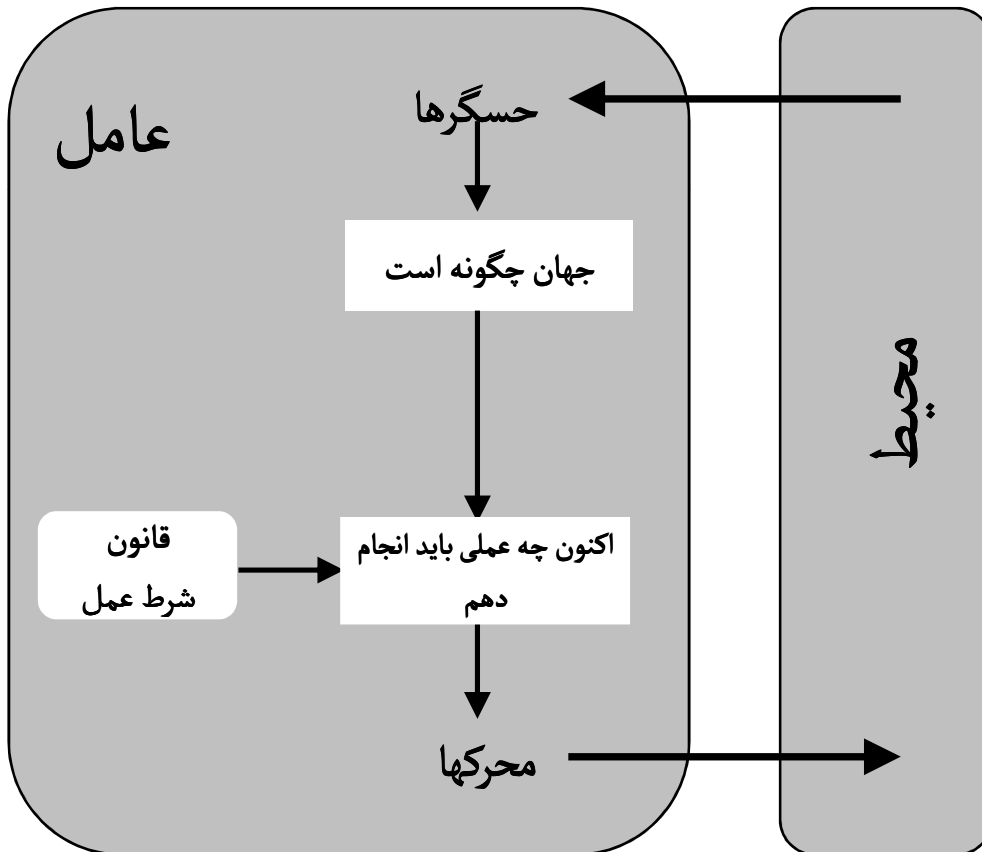 عامل
حسگرها
جهان چگونه است
اکنون چه عملی باید انجام
دهم
قانون
شرط عمل
محرکها
محیط